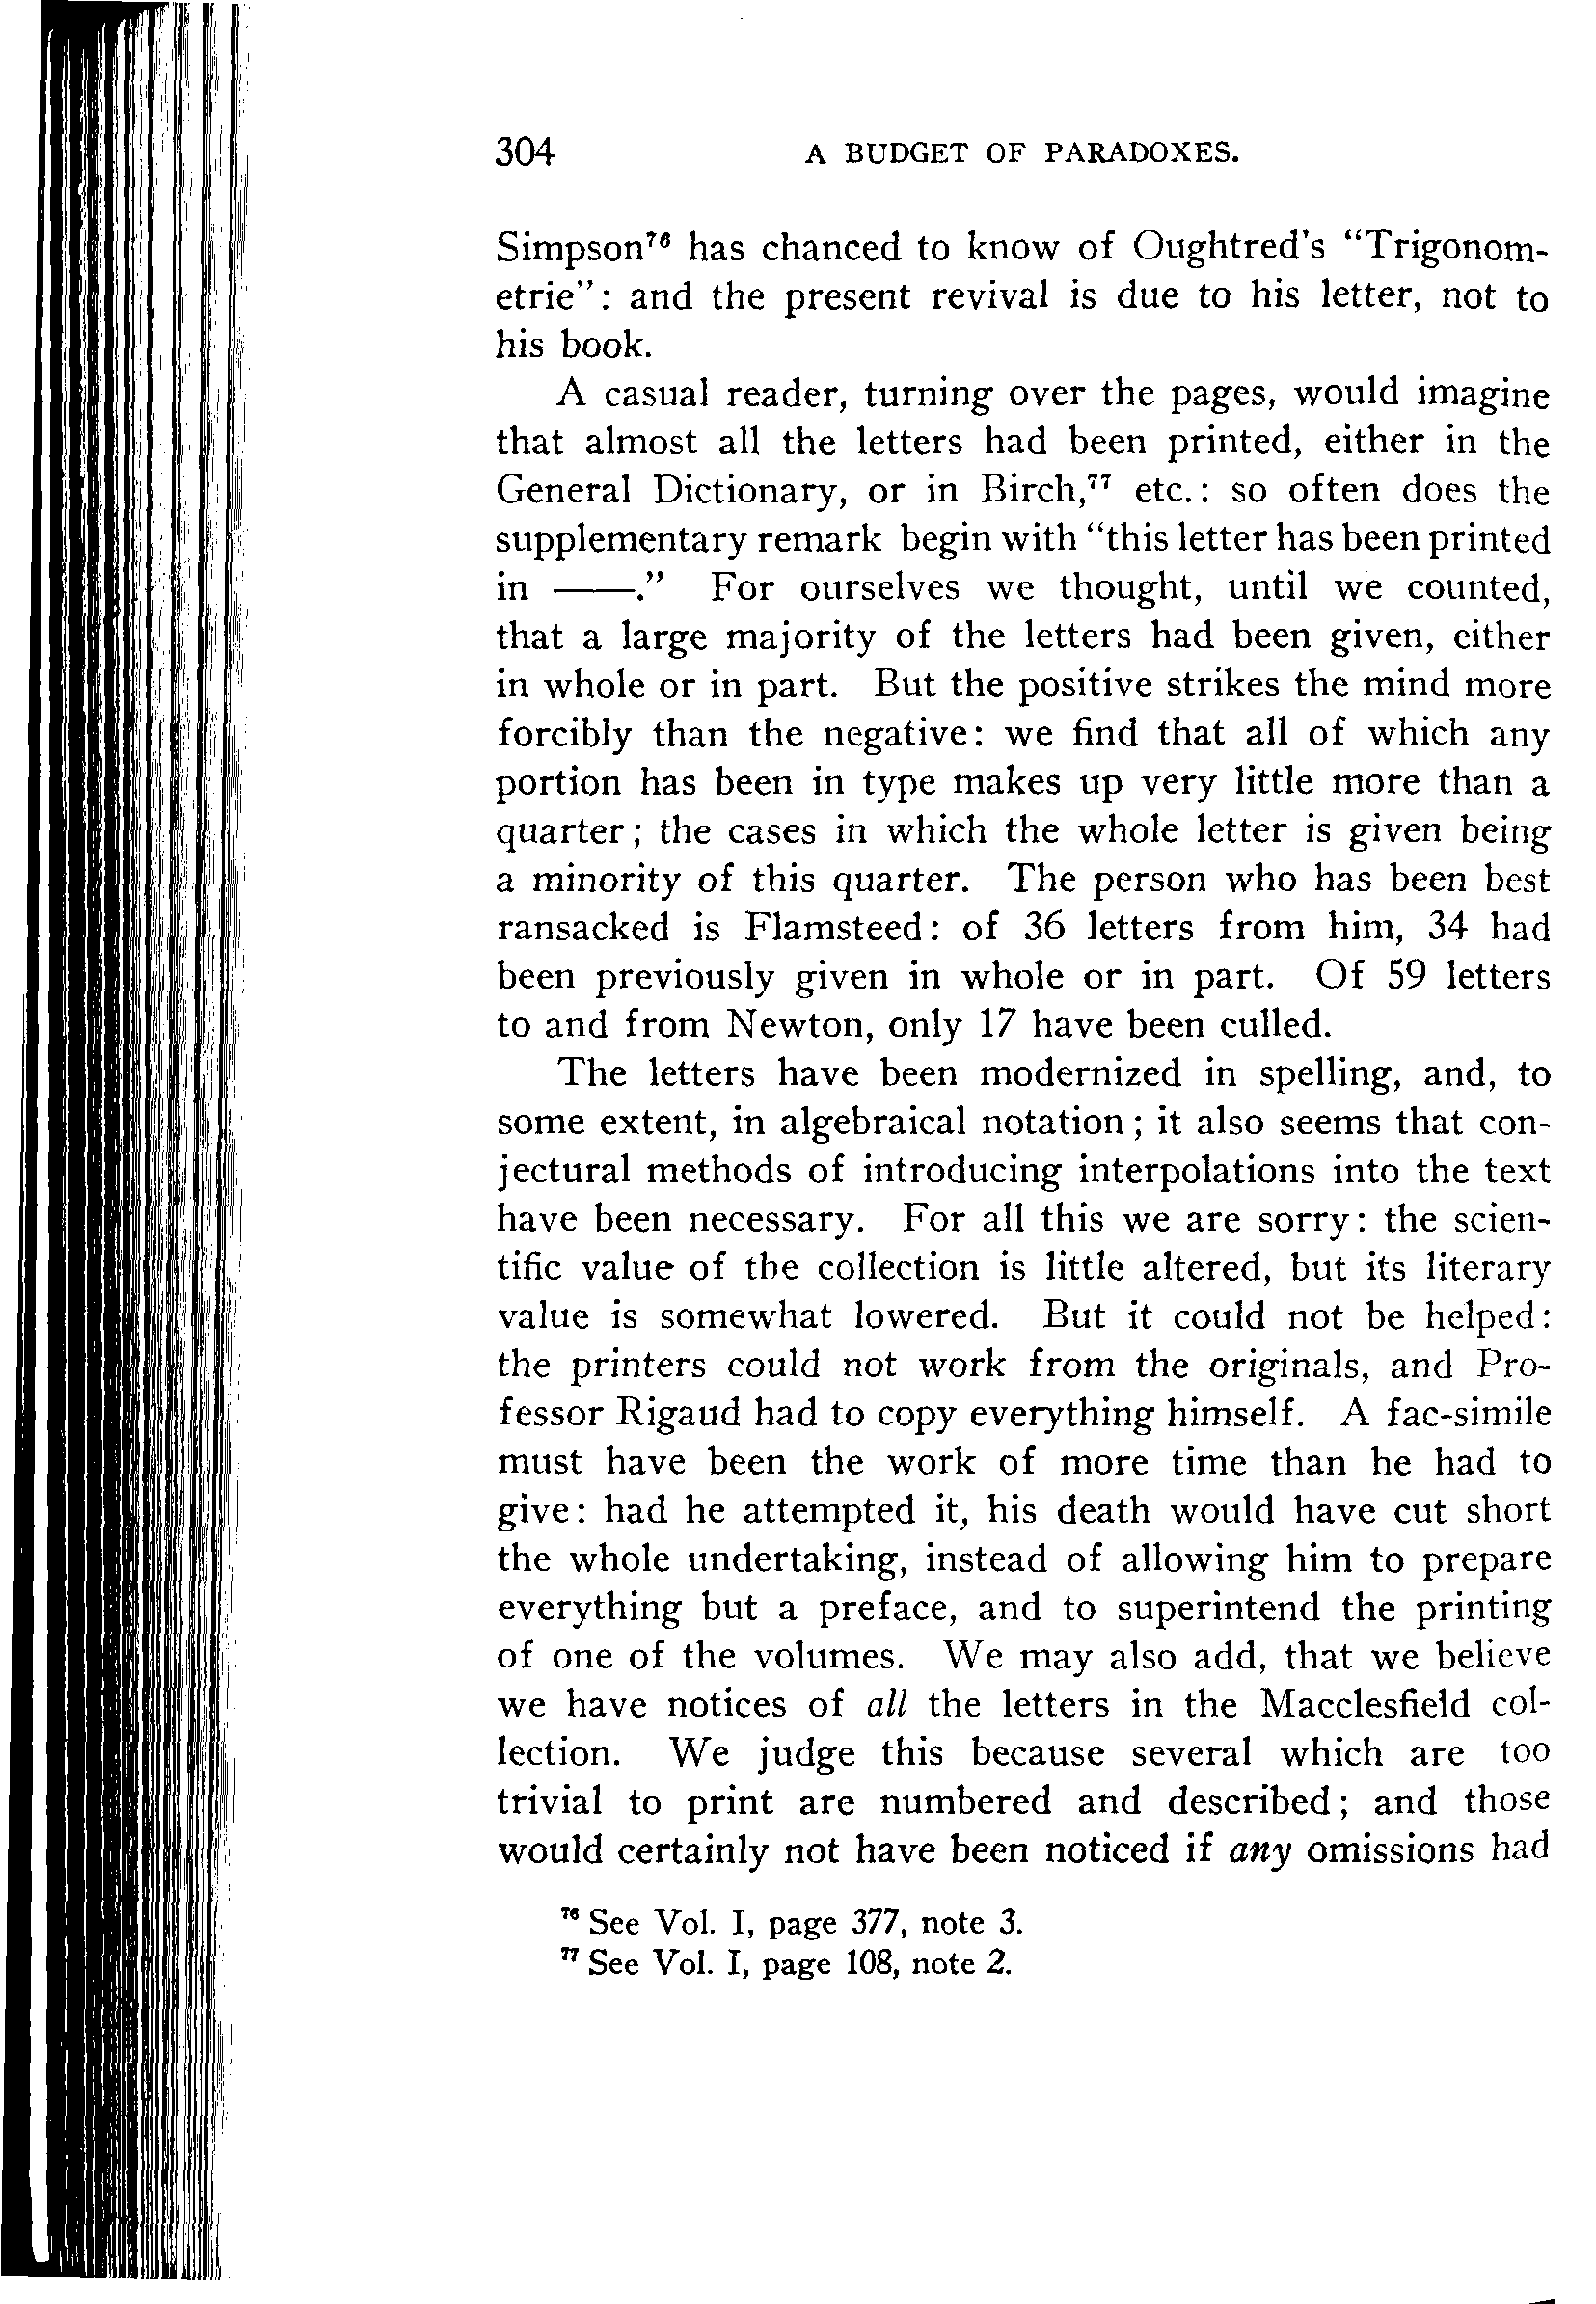 304 A BUDGET OF PARADOXES.
Simpson⁷⁶ has chanced to know of Oughtred's "Trigonom-
etrie": and the present revival is due to his letter, not to
his book.
A casual reader, turning over the pages, would imagine
that almost all the letters had been printed, either in the
General Dictionary, or in Birch,⁷⁷ etc.: so often does the
supplementary remark begin with "this letter has been printed
in ——." For ourselves we thought, until we counted,
that a large majority of the letters had been given, either
in whole or in part. But the positive strikes the mind more
forcibly than the negative: we find that all of which any
portion has been in type makes up very little more than a
quarter; the cases in which the whole letter is given being
a minority of this quarter. The person who has been best
ransacked is Flamsteed: of 36 letters from him, 34 had
been previously given in whole or in part. Of 59 letters
to and from Newton, only 17 have been culled.
The letters have been modernized in spelling, and, to
some extent, in algebraical notation; it also seems that con-
jectural methods of introducing interpolations into the text
have been necessary. For all this we are sorry: the scien-
tific value of the collection is little altered, but its literary
value is somewhat lowered. But it could not be helped:
the printers could not work from the originals, and Pro-
fessor Rigaud had to copy everything himself. A fac-simile
must have been the work of more time than he had to
give: had he attempted it, his death would have cut short
the whole undertaking, instead of allowing him to prepare
everything but a preface, and to superintend the printing
of one of the volumes. We may also add, that we believe
we have notices of all the letters in the Macclesfield col-
lection. We judge this because several which are too
trivial to print are numbered and described; and those
would certainly not have been noticed if any omissions had
⁷⁶ See Vol. I, page 377, note 3.
⁷⁷ See Vol. I, page 108, note 2.